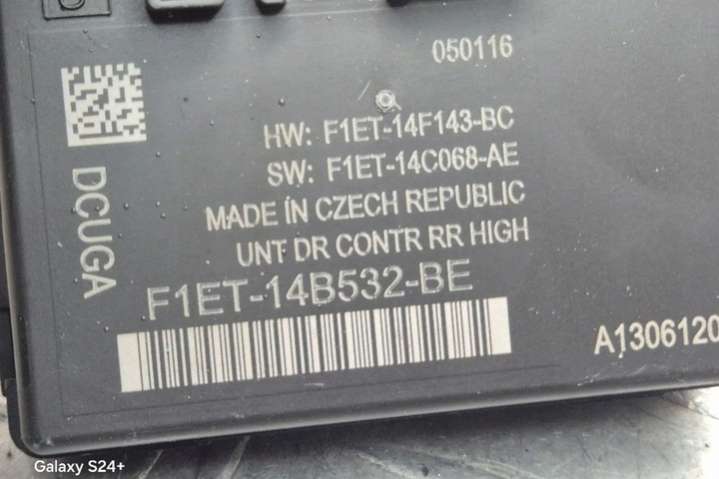 050116
HW: F1ET-14F143-BC
SW: F1ET-14C068-AE
MADE IN CZECH REPUBLIC
UNT DR CONTR RR HIGH
DCUGA
F1ET-14B532-BE
A1306120
Galaxy S24+